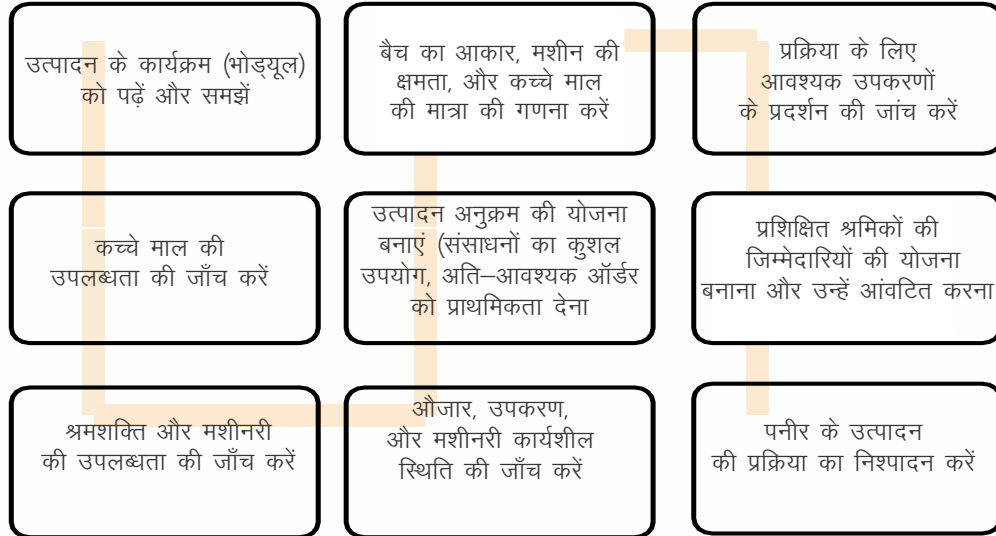 उत्पादन के कार्यक्रम (भोड्यूल)
को पढ़ें और समझें
कच्चे माल की
उपलब्धता की जाँच करें
श्रमशक्ति और मशीनरी
की उपलब्धता की जाँच करें
औजार, उपकरण,
और मशीनरी कार्यशील
स्थिति की जाँच करें
उत्पादन अनुक्रम की योजना
बनाएं (संसाधनों का कुशल
उपयोग, अति–आवश्यक ऑर्डर
को प्राथमिकता देना
बैच का आकार, मशीन की
क्षमता, और कच्चे माल
की मात्रा की गणना करें
प्रक्रिया के लिए
आवश्यक उपकरणों
के प्रदर्शन की जांच करें
प्रशिक्षित श्रमिकों की
जिम्मेदारियों की योजना
बनाना और उन्हें आंवटित करना
पनीर के उत्पादन
की प्रक्रिया का निश्पादन करें